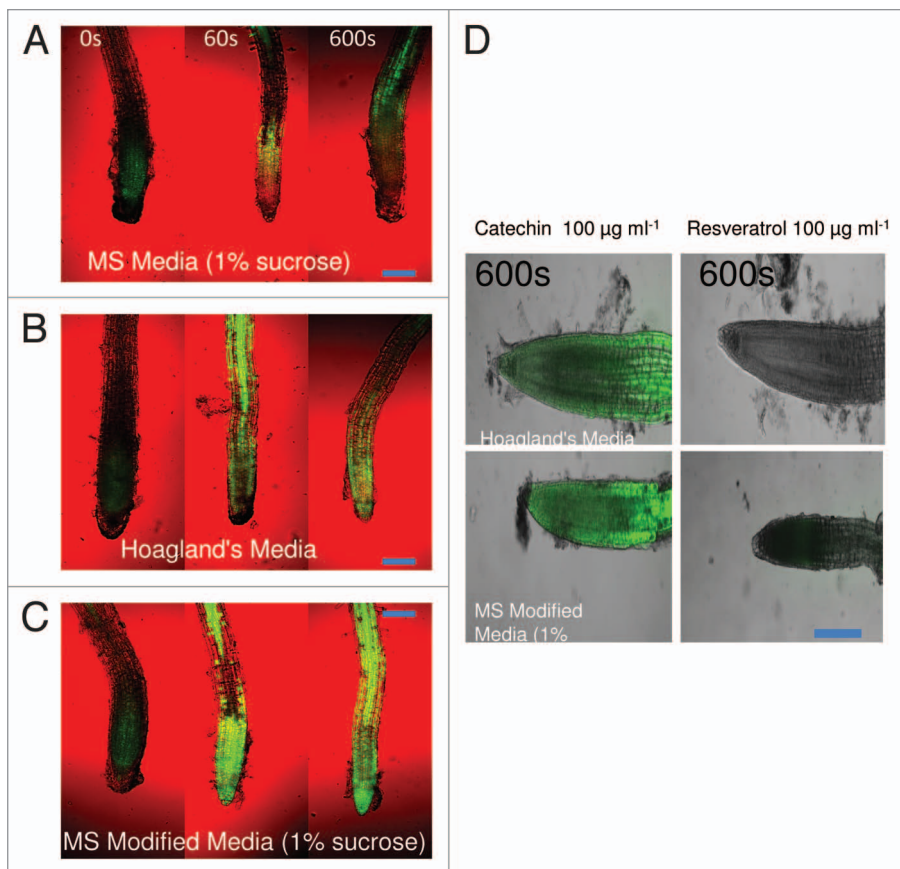 A
0s 60s 600s
MS Media (1% sucrose)
B
Hoagland's Media
C
MS Modified Media (1% sucrose)
D
Catechin 100 µg ml-1 Resveratrol 100 µg ml-1
600s 600s
Hoagland's Media
MS Modified
Media (1%